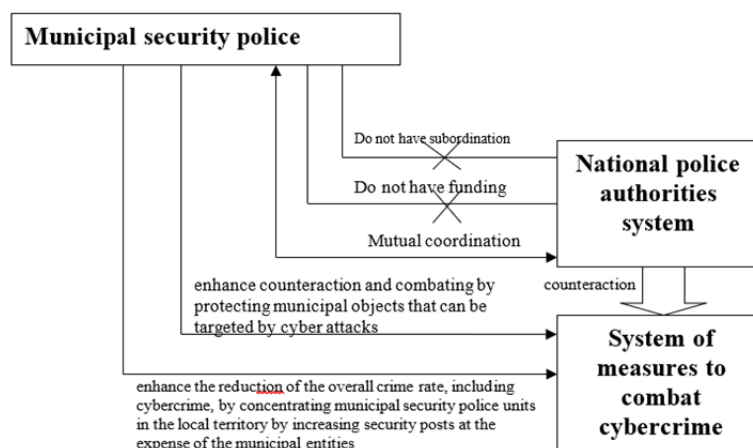 Municipal security police
Do not have subordination
National police
authorities
system
Do not have funding
Mutual coordination
enhance counteraction and combating by
protecting municipal objects that can be
targeted by cyber attacks
counteraction
System of
measures to
combat
cybercrime
enhance the reduction of the overall crime rate, including
cybercrime, by concentrating municipal security police units
in the local territory by increasing security posts at the
expense of the municipal entities